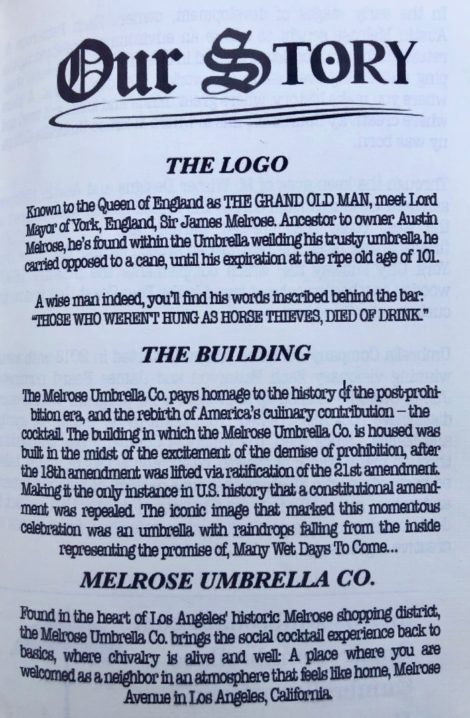 Our Story
THE LOGO
Known to the Queen of England as THE GRAND OLD MAN, meet Lord
Mayor of York, England, Sir James Melrose. Ancestor to owner Austin
Melrose, he's found within the Umbrella weilding his trusty umbrella he
carried opposed to a cane, until his expiration at the ripe old age of 101.
A wise man indeed, you'll find his words inscribed behind the bar:
"THOSE WHO WEREN'T HUNG AS HORSE THIEVES, DIED OF DRINK."
THE BUILDING
The Melrose Umbrella Co. pays homage to the history of the post-prohi-
bition era, and the rebirth of America's culinary contribution – the
cocktail. The building in which the Melrose Umbrella Co. is housed was
built in the midst of the excitement of the demise of prohibition, after
the 18th amendment was lifted via ratification of the 21st amendment.
Making it the only instance in U.S. history that a constitutional amend-
ment was repealed. The iconic image that marked this momentous
celebration was an umbrella with raindrops falling from the inside
representing the promise of, Many Wet Days To Come...
MELROSE UMBRELLA CO.
Found in the heart of Los Angeles' historic Melrose shopping district,
the Melrose Umbrella Co. brings the social cocktail experience back to
basics, where chivalry is alive and well: A place where you are
welcomed as a neighbor in an atmosphere that feels like home, Melrose
Avenue in Los Angeles, California.